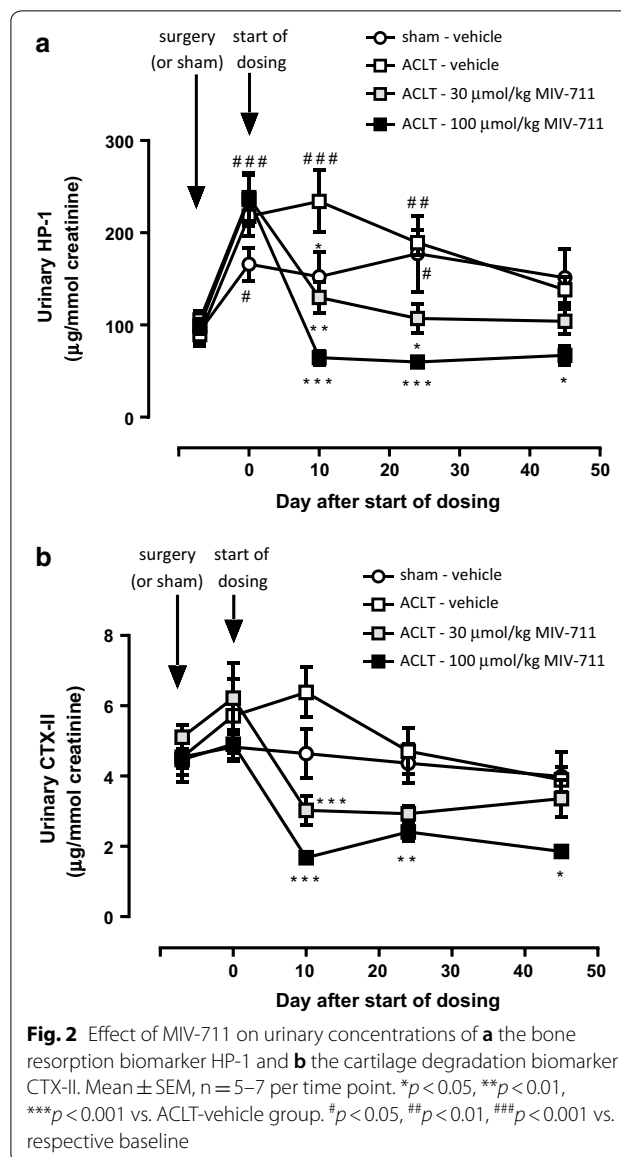 a
surgery
(or sham)
start of
dosing
sham - vehicle
ACLT - vehicle
ACLT - 30 µmol/kg MIV-711
ACLT - 100 µmol/kg MIV-711
Urinary HP-1
(µg/mmol creatinine)
300
200
100
0
###
###
##
*
#
#
**
*
***
***
*
0 10 20 30 40 50
Day after start of dosing
b
surgery
(or sham)
start of
dosing
sham - vehicle
ACLT - vehicle
ACLT - 30 µmol/kg MIV-711
ACLT - 100 µmol/kg MIV-711
Urinary CTX-II
(µg/mmol creatinine)
8
6
4
2
0
***
***
**
*
0 10 20 30 40 50
Day after start of dosing
Fig. 2 Effect of MIV-711 on urinary concentrations of a the bone
resorption biomarker HP-1 and b the cartilage degradation biomarker
CTX-II. Mean ± SEM, n = 5–7 per time point. *p < 0.05, **p < 0.01,
***p < 0.001 vs. ACLT-vehicle group. #p < 0.05, ##p < 0.01, ###p < 0.001 vs.
respective baseline